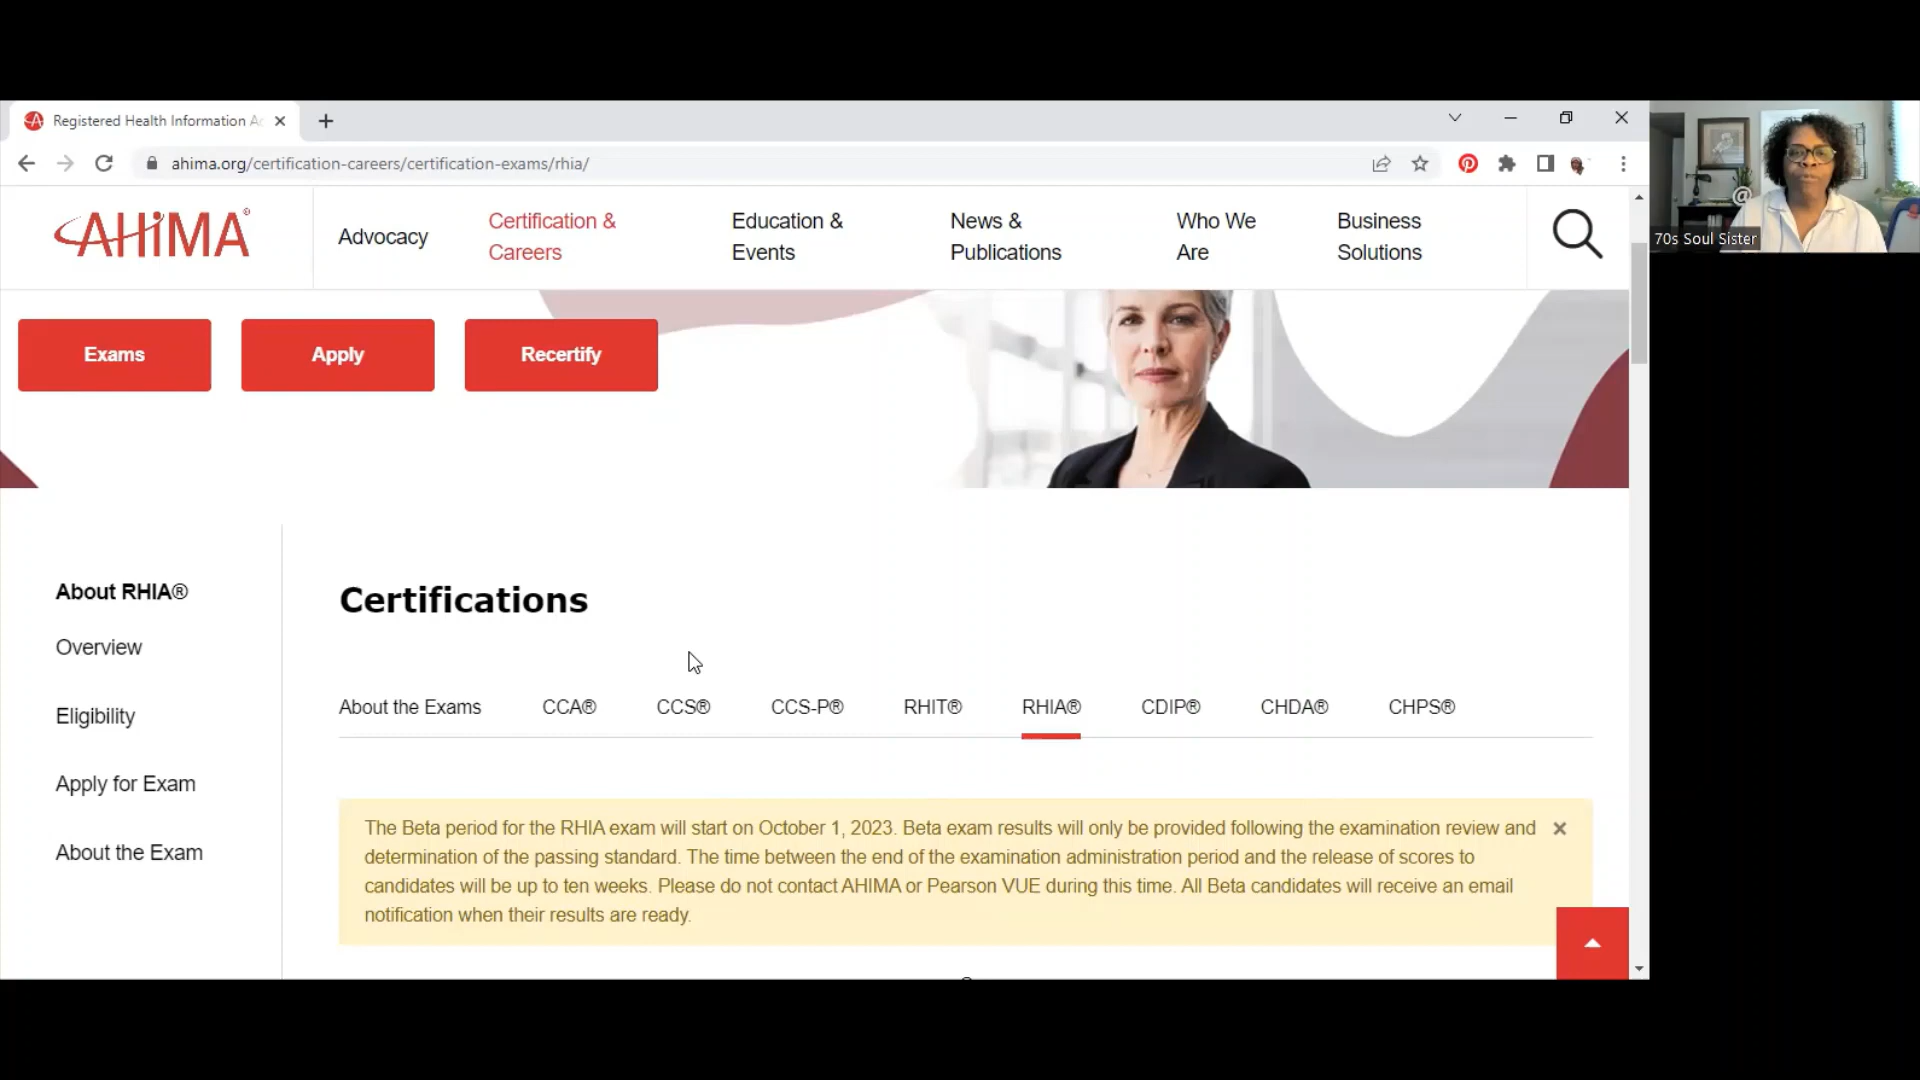 Registered Health Information A
ahima.org/certification-careers/certification-exams/rhia/
AHiMA®
Advocacy
Certification &
Careers
Education &
Events
News &
Publications
Who We
Are
Business
Solutions
70s Soul Sister
Exams
Apply
Recertify
About RHIA®
Overview
Eligibility
Apply for Exam
About the Exam
Certifications
About the Exams CCA® CCS® CCS-P® RHIT® RHIA® CDIP® CHDA® CHPS®
The Beta period for the RHIA exam will start on October 1, 2023. Beta exam results will only be provided following the examination review and
determination of the passing standard. The time between the end of the examination administration period and the release of scores to
candidates will be up to ten weeks. Please do not contact AHIMA or Pearson VUE during this time. All Beta candidates will receive an email
notification when their results are ready.